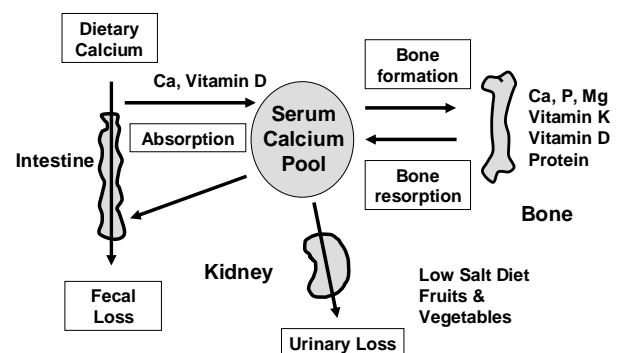 Dietary
Calcium
Ca, Vitamin D
Absorption
Intestine
Serum
Calcium
Pool
Bone
formation
Bone
resorption
Ca, P, Mg
Vitamin K
Vitamin D
Protein
Bone
Kidney
Fecal
Loss
Urinary Loss
Low Salt Diet
Fruits &
Vegetables